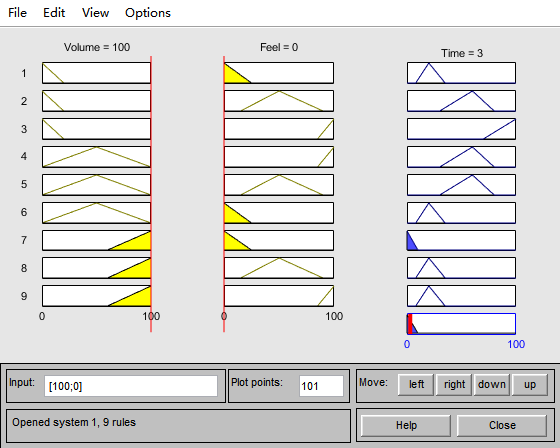 File Edit View Options
Volume = 100 Feel = 0 Time = 3
1
2
3
4
5
6
7
8
9
0 100 0 100
0 100
Input: [100;0] Plot points: 101 Move: left right down up
Opened system 1, 9 rules Help Close